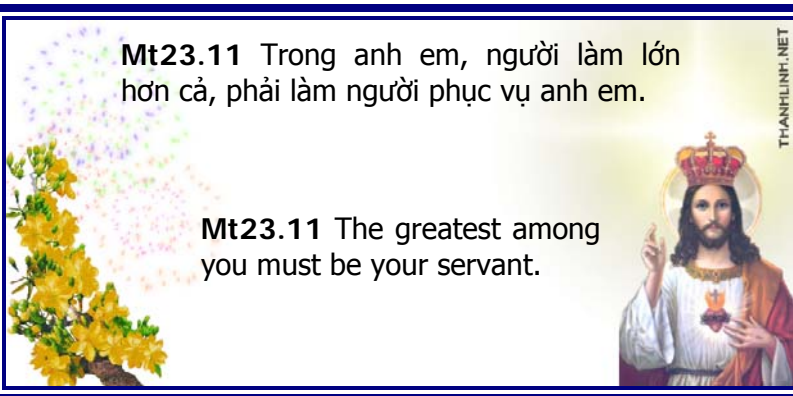 Mt23.11 Trong anh em, người làm lớn
hơn cả, phải làm người phục vụ anh em.
Mt23.11 The greatest among
you must be your servant.
THANHLINH.NET